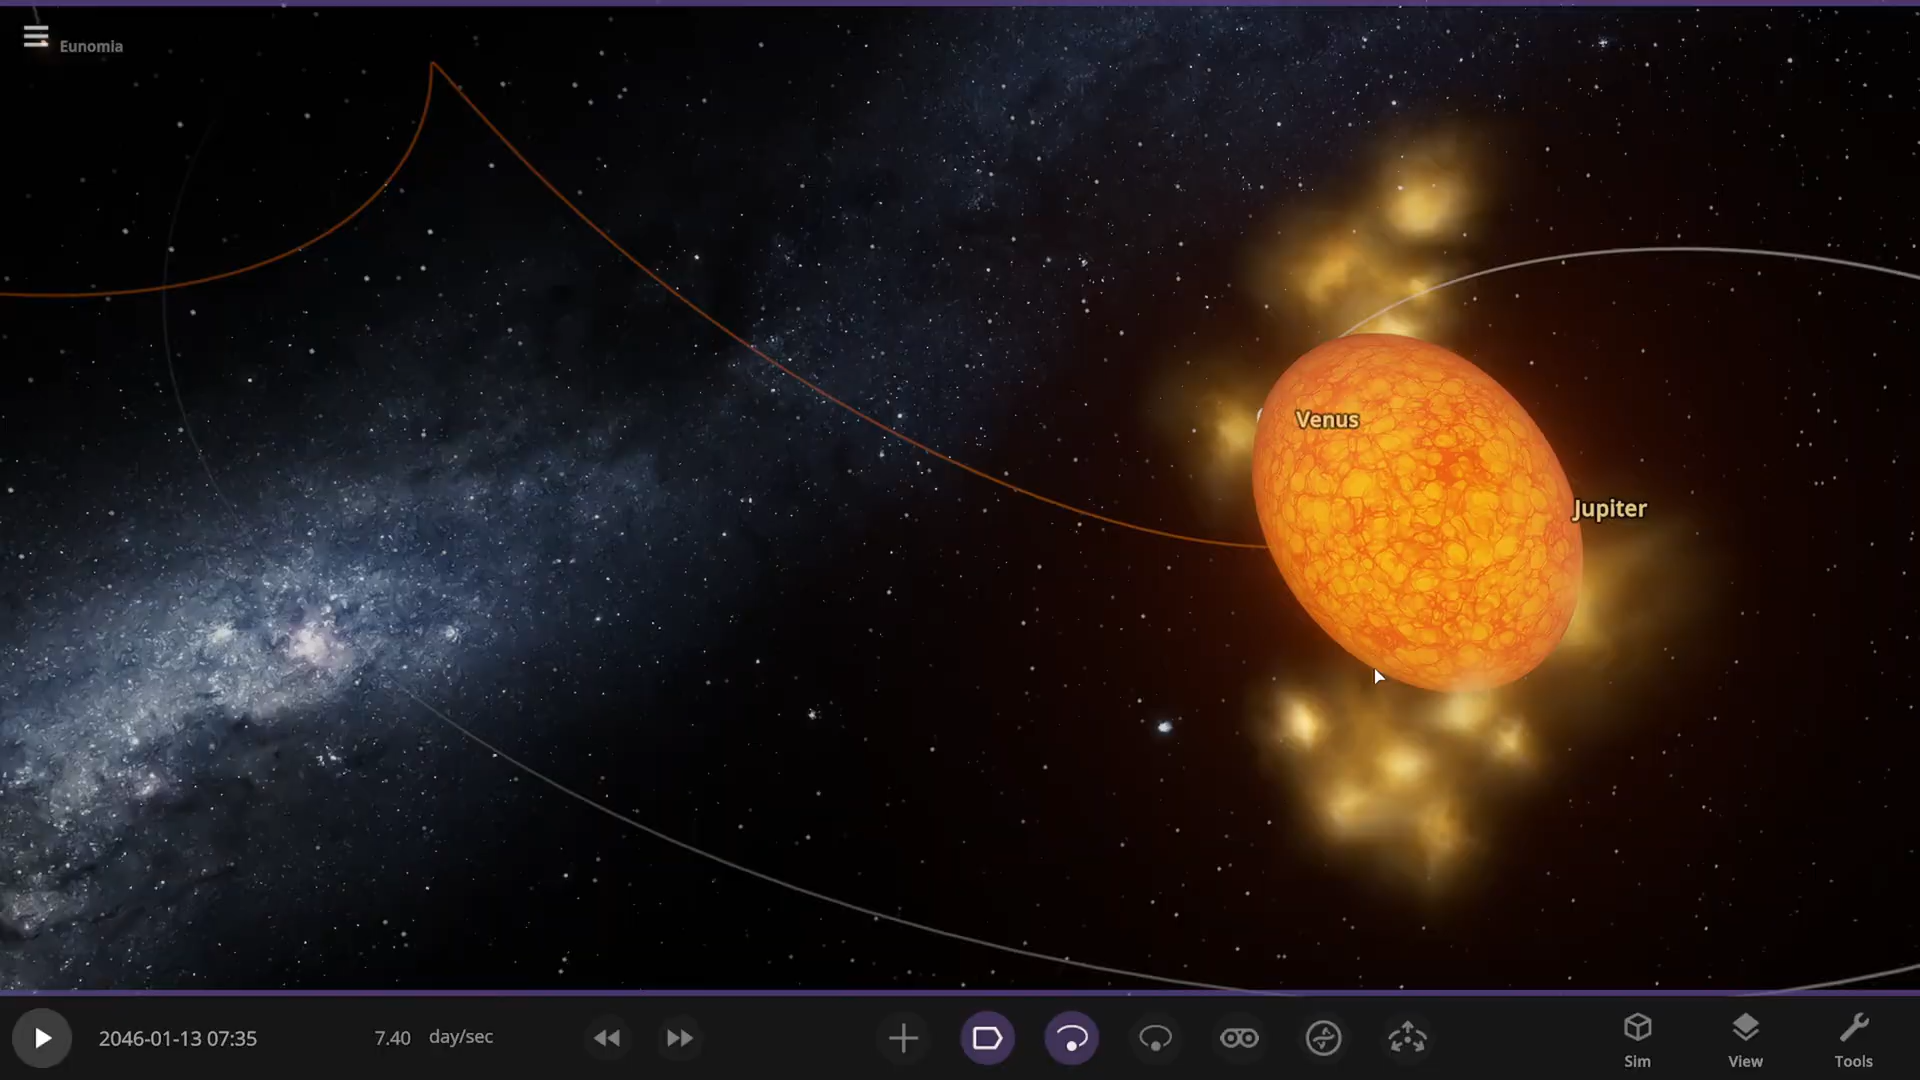 Eunomia
Venus
Jupiter
2046-01-13 07:35
7.40 day/sec
Sim
View
Tools